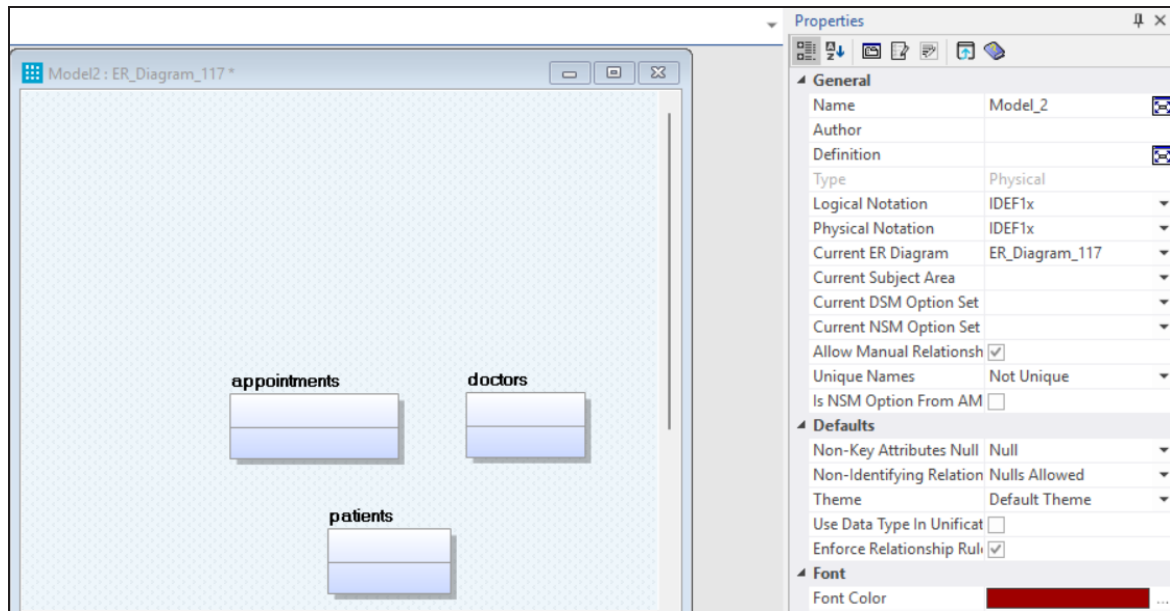 Model2 : ER_Diagram_117 *
appointments
doctors
patients
Properties
General
Name Model_2
Author
Definition
Type Physical
Logical Notation IDEF1x
Physical Notation IDEF1x
Current ER Diagram ER_Diagram_117
Current Subject Area
Current DSM Option Set
Current NSM Option Set
Allow Manual Relationsh
Unique Names Not Unique
Is NSM Option From AM
Defaults
Non-Key Attributes Null Null
Non-Identifying Relation Nulls Allowed
Theme Default Theme
Use Data Type In Unificat
Enforce Relationship Rul
Font
Font Color ...